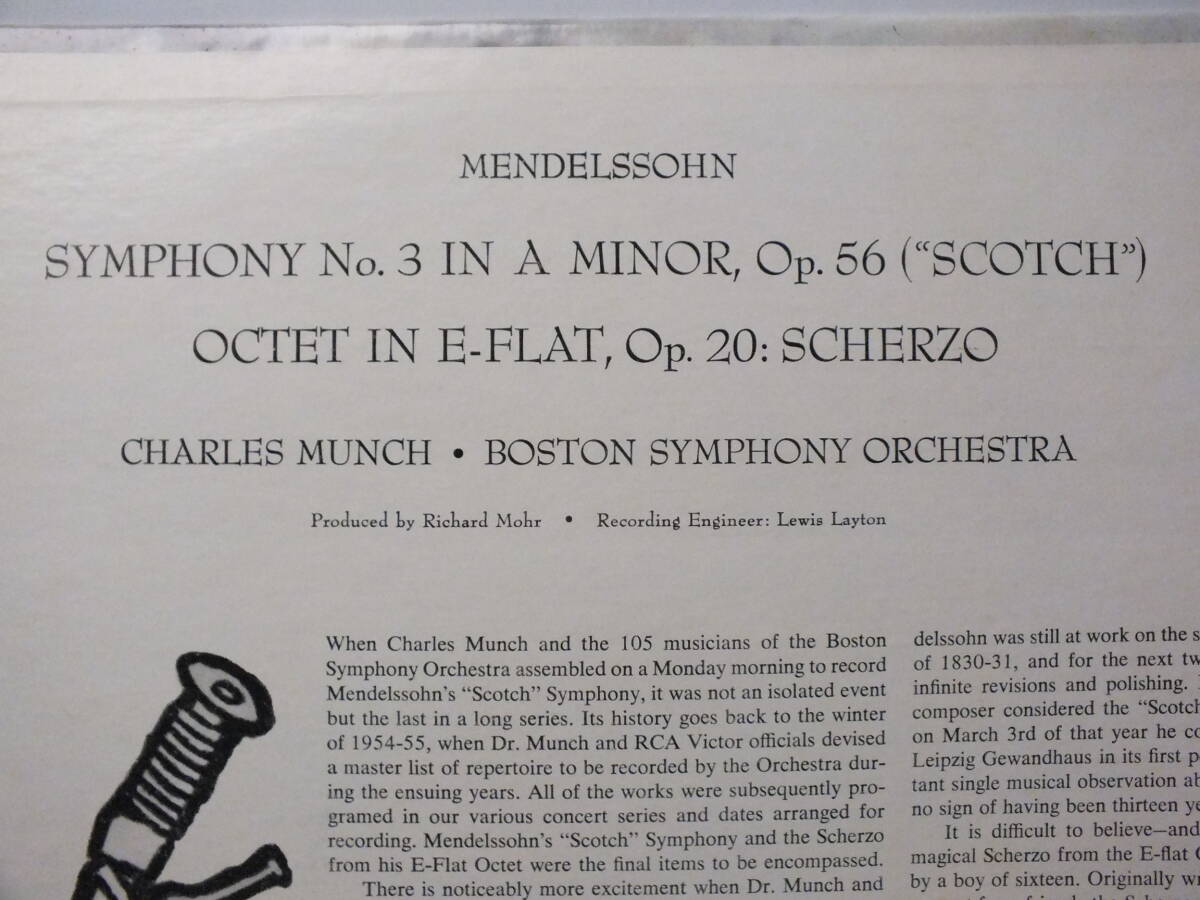 MENDELSSOHN
SYMPHONY No. 3 IN A MINOR, Op. 56 (“SCOTCH”)
OCTET IN E-FLAT, Op. 20: SCHERZO
CHARLES MUNCH • BOSTON SYMPHONY ORCHESTRA
Produced by Richard Mohr • Recording Engineer: Lewis Layton
When Charles Munch and the 105 musicians of the Boston
Symphony Orchestra assembled on a Monday morning to record
Mendelssohn’s “Scotch” Symphony, it was not an isolated event
but the last in a long series. Its history goes back to the winter
of 1954-55, when Dr. Munch and RCA Victor officials devised
a master list of repertoire to be recorded by the Orchestra dur-
ing the ensuing years. All of the works were subsequently pro-
gramed in our various concert series and dates arranged for
recording. Mendelssohn’s “Scotch” Symphony and the Scherzo
from his E-Flat Octet were the final items to be encompassed.
There is noticeably more excitement when Dr. Munch and
delssohn was still at work on the
of 1830-31, and for the next
infinite revisions and polishing.
composer considered the “Scotch
on March 3rd of that year he
Leipzig Gewandhaus in its first
tant single musical observation
no sign of having been thirteen
It is difficult to believe—and
magical Scherzo from the E-flat
by a boy of sixteen. Originally